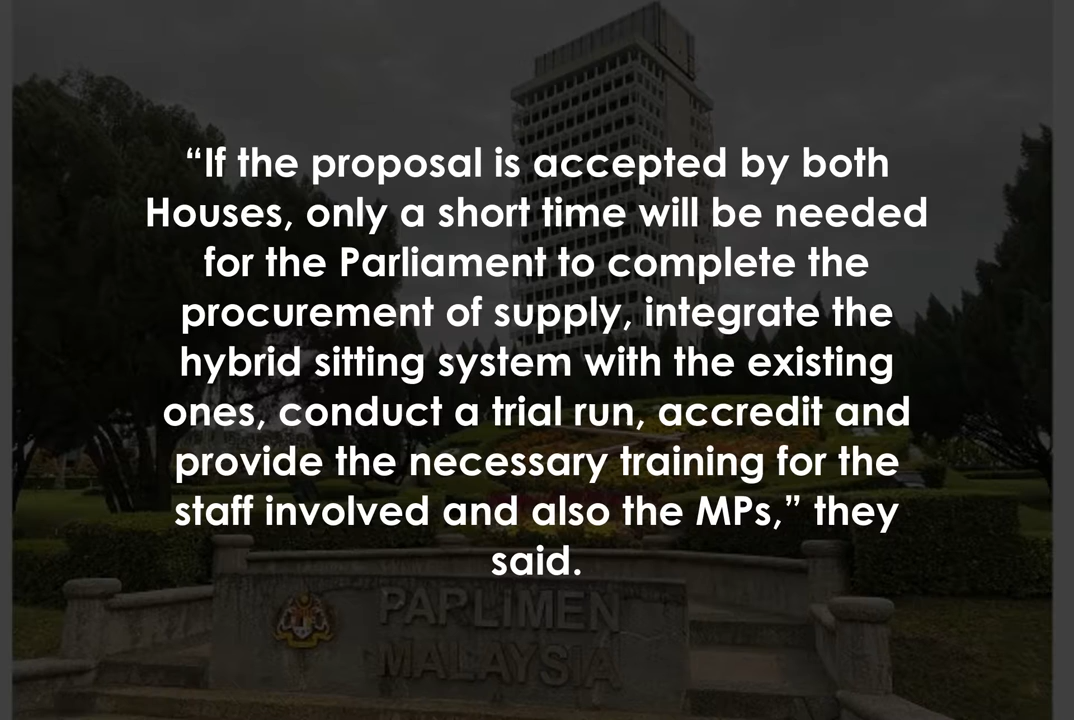 “If the proposal is accepted by both
Houses, only a short time will be needed
for the Parliament to complete the
procurement of supply, integrate the
hybrid sitting system with the existing
ones, conduct a trial run, accredit and
provide the necessary training for the
staff involved and also the MPs,” they
said.
PARLIMEN
MALAYSIA